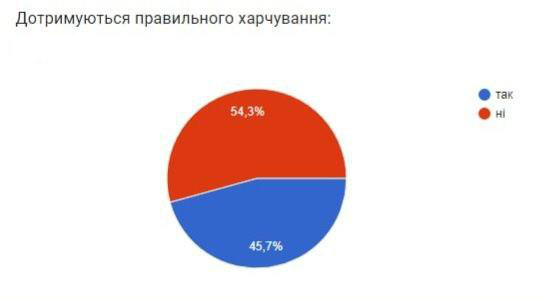 Дотримуються правильного харчування:
54,3%
так
ні
45,7%